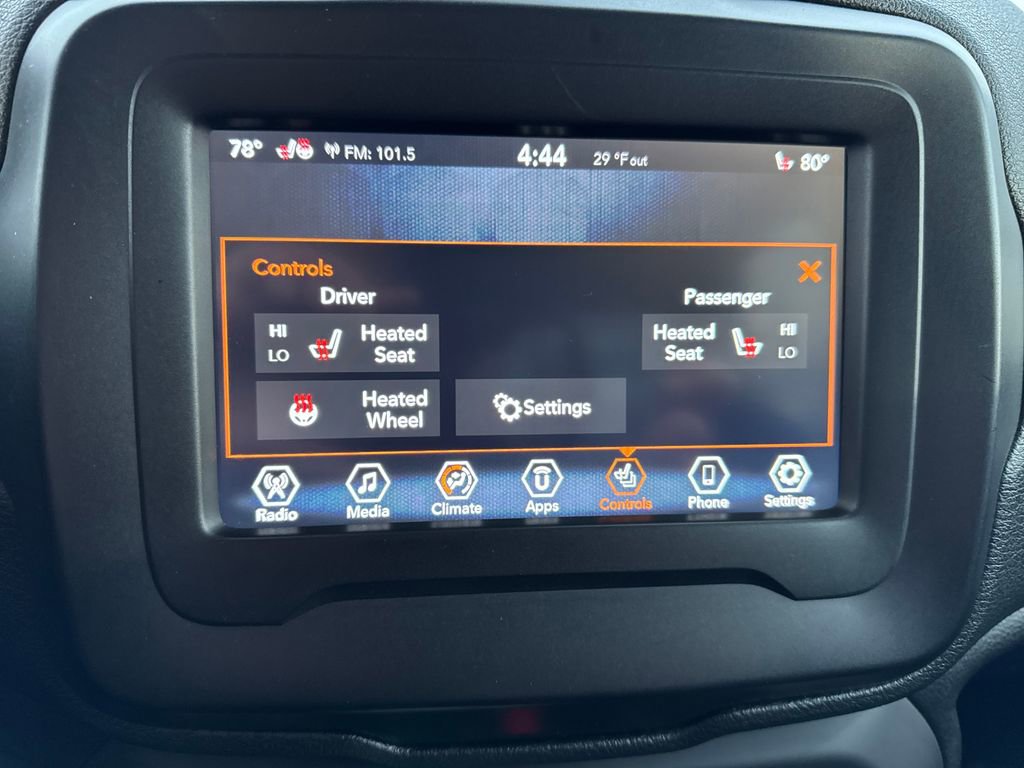 78° FM: 101.5 4:44 29 °F out 80°
Controls
Driver Passenger
HI
LO
Heated
Seat
Heated
Seat
HI
LO
Heated
Wheel
Settings
Radio Media Climate Apps Controls Phone Settings